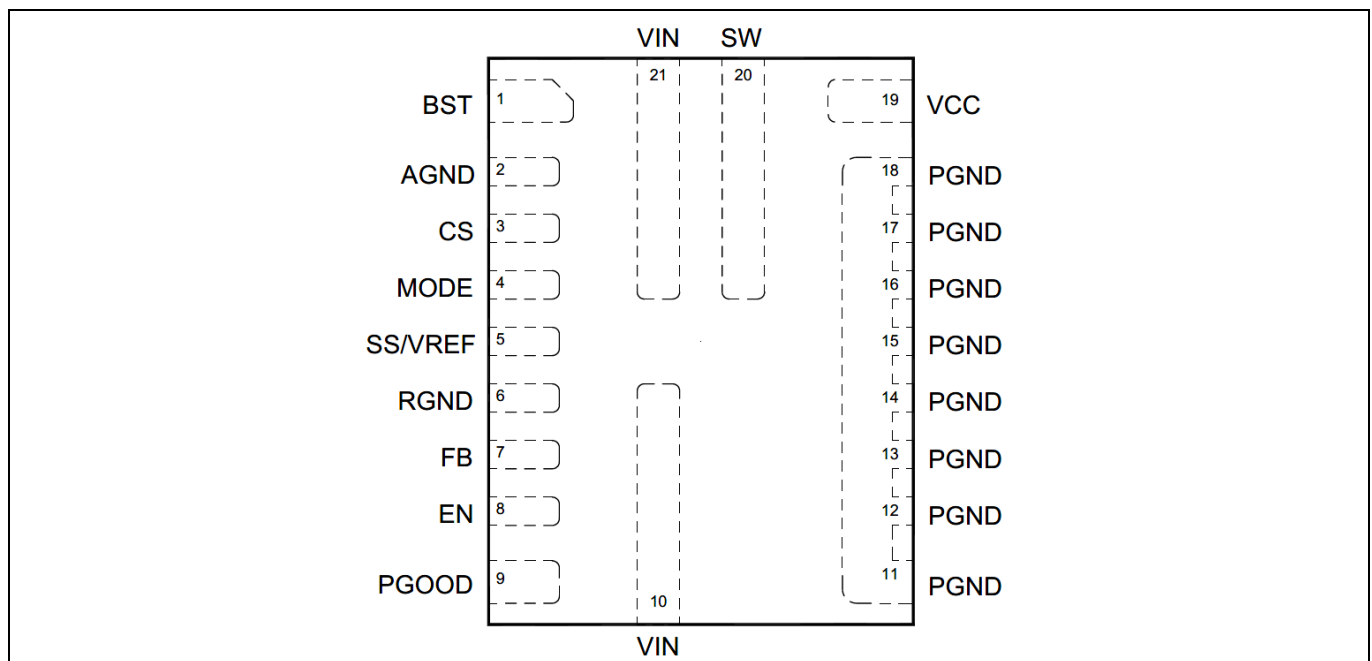 VIN SW
21 20
BST 1 19 VCC
AGND 2 18 PGND
CS 3 17 PGND
MODE 4 16 PGND
SS/VREF 5 15 PGND
RGND 6 14 PGND
FB 7 13 PGND
EN 8 12 PGND
PGOOD 9 11 PGND
10
VIN